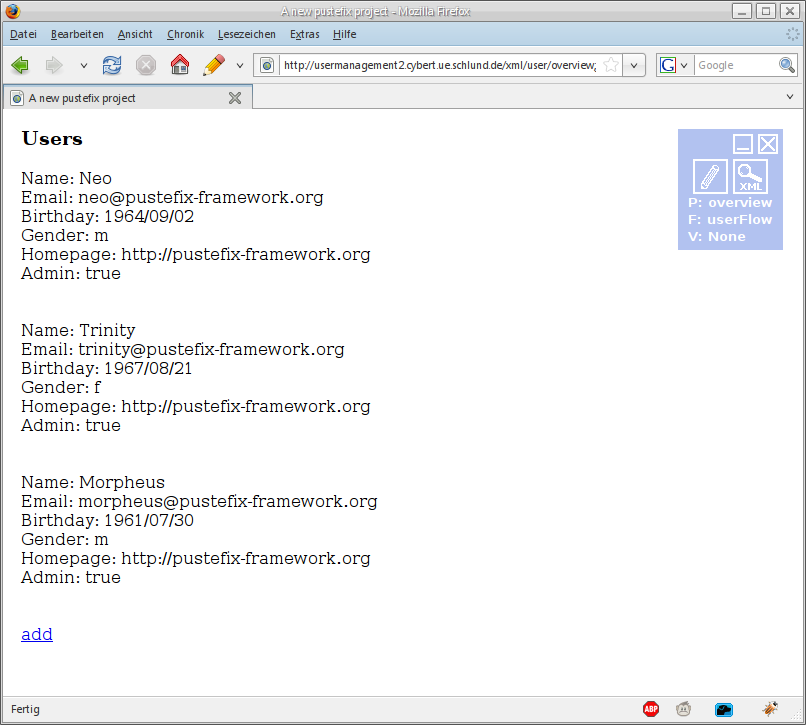 A new pustefix project - Mozilla Firefox
Datei Bearbeiten Ansicht Chronik Lesezeichen Extras Hilfe
http://usermanagement2.cybert.ue.schlund.de/xml/user/overview;
G Google
A new pustefix project
Users
Name: Neo
Email: neo@pustefix-framework.org
Birthday: 1964/09/02
Gender: m
Homepage: http://pustefix-framework.org
Admin: true
Name: Trinity
Email: trinity@pustefix-framework.org
Birthday: 1967/08/21
Gender: f
Homepage: http://pustefix-framework.org
Admin: true
Name: Morpheus
Email: morpheus@pustefix-framework.org
Birthday: 1961/07/30
Gender: m
Homepage: http://pustefix-framework.org
Admin: true
add
XML
P: overview
F: userFlow
V: None
Fertig
ABP